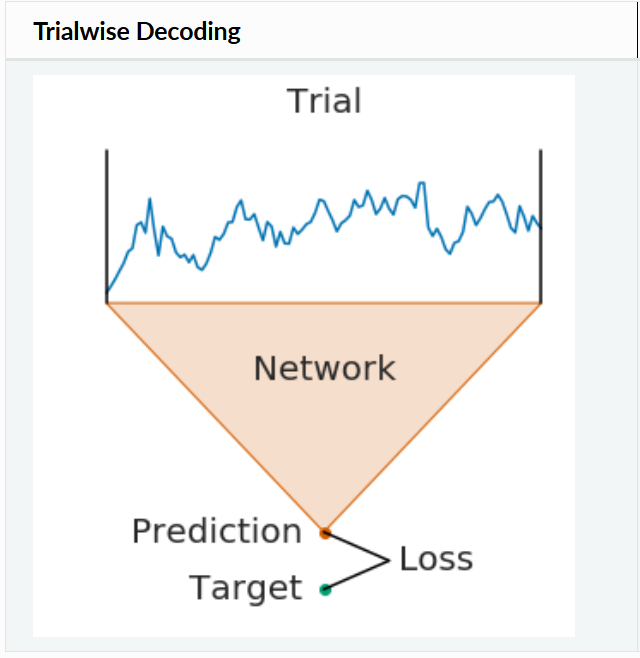 Trialwise Decoding
Trial
Network
Prediction
Loss
Target